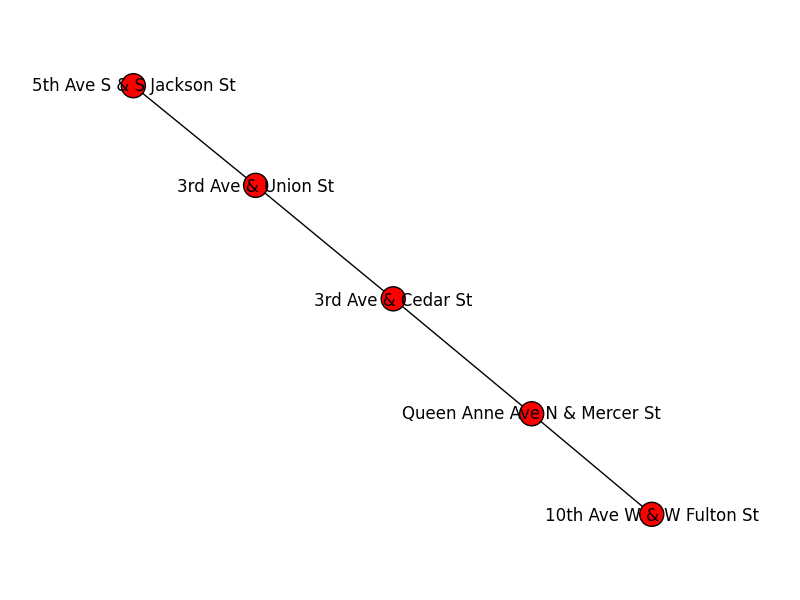 5th Ave S & S Jackson St
3rd Ave & Union St
3rd Ave & Cedar St
Queen Anne Ave N & Mercer St
10th Ave W & W Fulton St